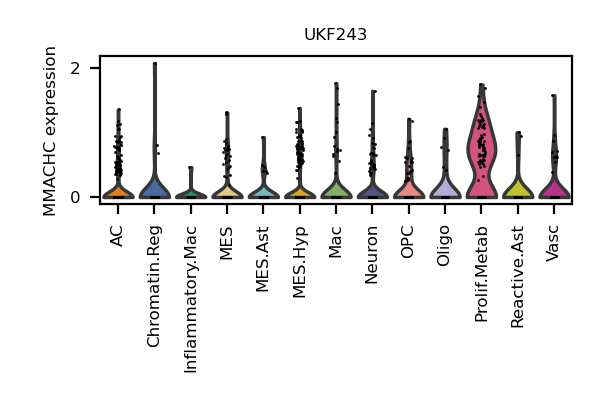 UKF243
MMACHC expression
2
0
AC
Chromatin.Reg
Inflammatory.Mac
MES
MES.Ast
MES.Hyp
Mac
Neuron
OPC
Oligo
Prolif.Metab
Reactive.Ast
Vasc